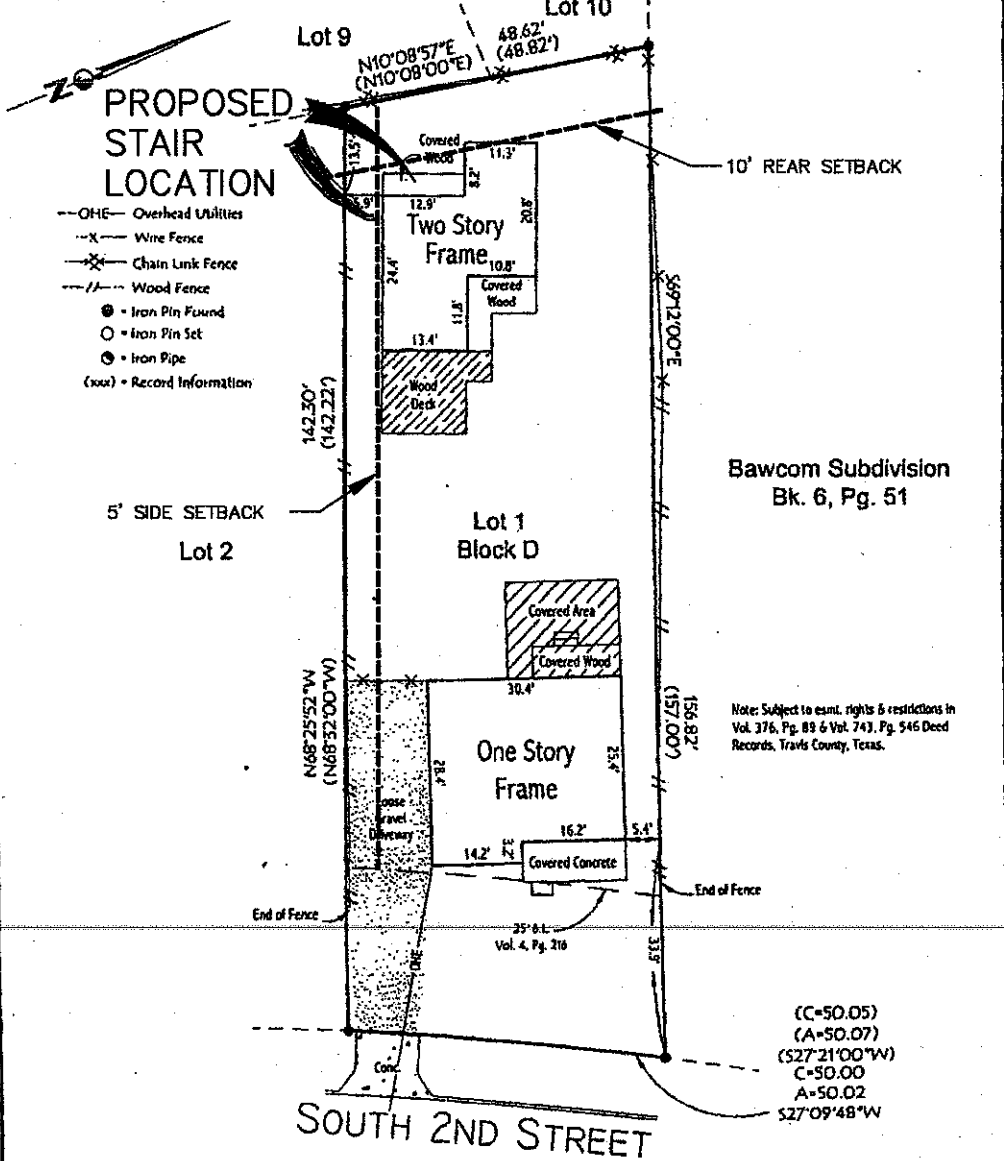 Lot 9
Lot 10
N10°08'57"E
(N10°08'00"E)
48.62'
(48.82')
Z
PROPOSED
STAIR
LOCATION
--OHE— Overhead Utilities
Wire Fence
Chain Link Fence
Wood Fence
= Iron Pin Found
= Iron Pin Set
= Iron Pipe
(xxx) = Record Information
10' REAR SETBACK
13.5'
Covered
Wood
11.3'
8.2'
12.9'
20.8'
Two Story
Frame
24.4'
10.8'
Covered
Wood
11.8'
13.4'
Wood
Deck
S69°12'00"E
142.30'
(142.22')
5' SIDE SETBACK
Lot 2
Lot 1
Block D
Bawcom Subdivision
Bk. 6, Pg. 51
Covered Area
Covered Wood
30.4'
N68°25'52"W
(N68°32'00"W)
156.82'
(157.00')
Note: Subject to esmt. rights & restrictions in
Vol. 376, Pg. 89 & Vol. 743, Pg. 546 Deed
Records, Travis County, Texas.
One Story
Frame
28.4'
25.4'
Loose
Gravel
Driveway
16.2'
5.4'
3.2'
14.2'
Covered Concrete
End of Fence
End of Fence
25' B.L.
Vol. 4, Pg. 216
OHE
33.9'
Conc.
(C=50.05)
(A=50.07)
(S27°21'00"W)
C=50.00
A=50.02
S27°09'48"W
SOUTH 2ND STREET